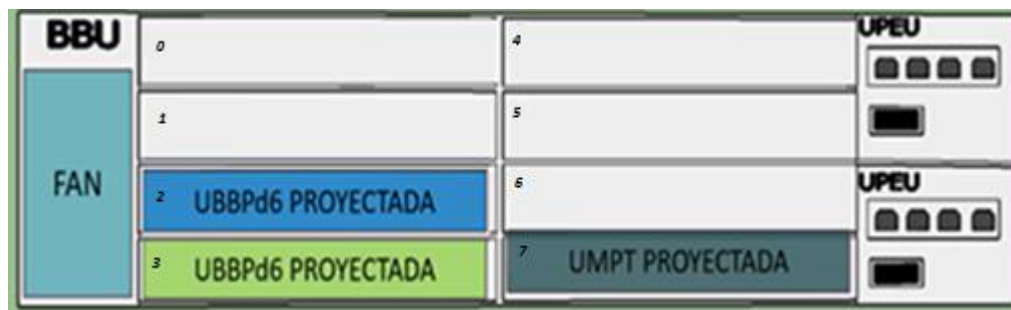 BBU
FAN
0
1
2 UBBPd6 PROYECTADA
3 UBBPd6 PROYECTADA
4
5
6
7 UMPT PROYECTADA
UPEU
UPEU